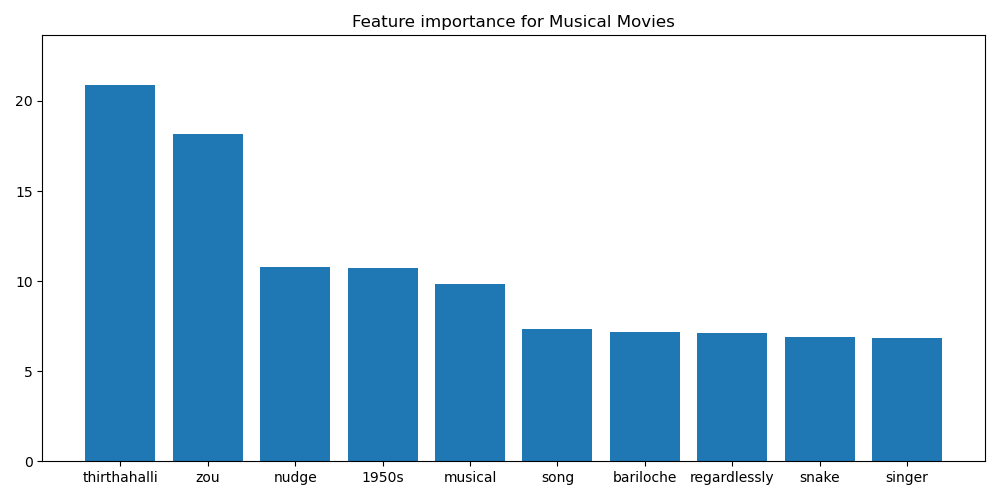 Feature importance for Musical Movies
20
15
10
5
0
thirthahalli zou nudge 1950s musical song bariloche regardlessly snake singer